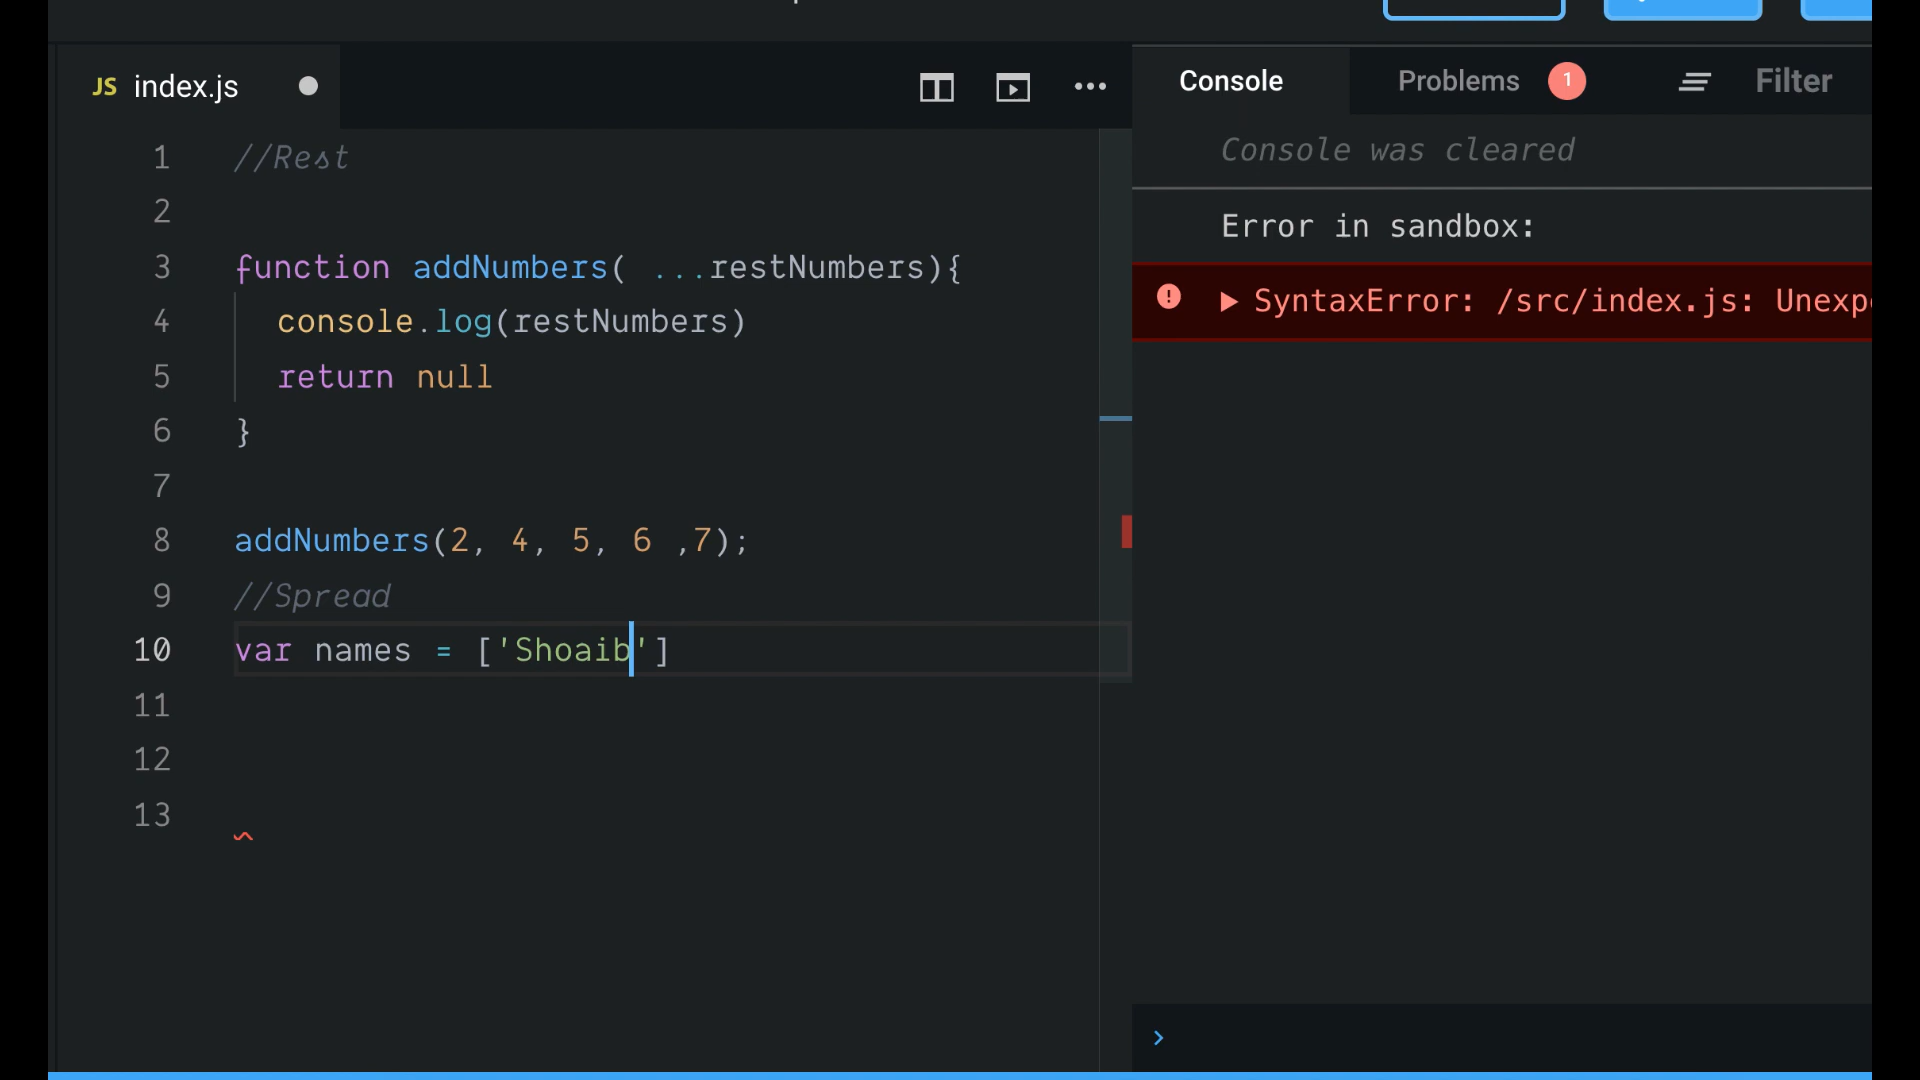 JS index.js
Console Problems 1 Filter
1 //Rest
2
3 function addNumbers( ...restNumbers){
4 console.log(restNumbers)
5 return null
6 }
7
8 addNumbers(2, 4, 5, 6 ,7);
9 //Spread
10 var names = ['Shoaib']
11
12
13
Console was cleared
Error in sandbox:
SyntaxError: /src/index.js: Unexp